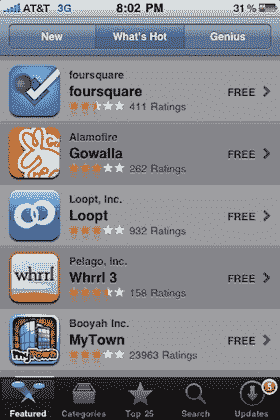 AT&T 3G 8:02 PM 31%
New What's Hot Genius
foursquare
foursquare
411 Ratings
FREE
Alamofire
Gowalla
262 Ratings
FREE
Loopt, Inc.
Loopt
932 Ratings
FREE
Pelago, Inc.
whrrl
Whrrl 3
158 Ratings
FREE
Booyah Inc.
MyTown
MyTown
23963 Ratings
FREE
5
Featured Categories Top 25 Search Updates